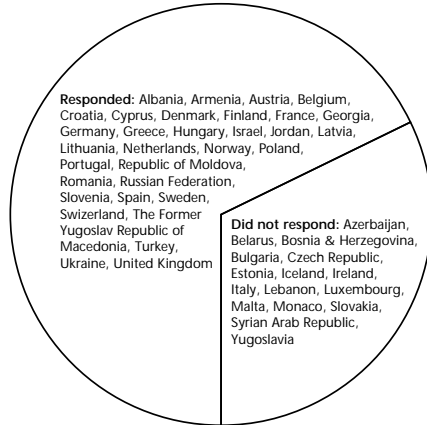 Responded: Albania, Armenia, Austria, Belgium,
Croatia, Cyprus, Denmark, Finland, France, Georgia,
Germany, Greece, Hungary, Israel, Jordan, Latvia,
Lithuania, Netherlands, Norway, Poland,
Portugal, Republic of Moldova,
Romania, Russian Federation,
Slovenia, Spain, Sweden,
Swizerland, The Former
Yugoslav Republic of
Macedonia, Turkey,
Ukraine, United Kingdom
Did not respond: Azerbaijan,
Belarus, Bosnia & Herzegovina,
Bulgaria, Czech Republic,
Estonia, Iceland, Ireland,
Italy, Lebanon, Luxembourg,
Malta, Monaco, Slovakia,
Syrian Arab Republic,
Yugoslavia